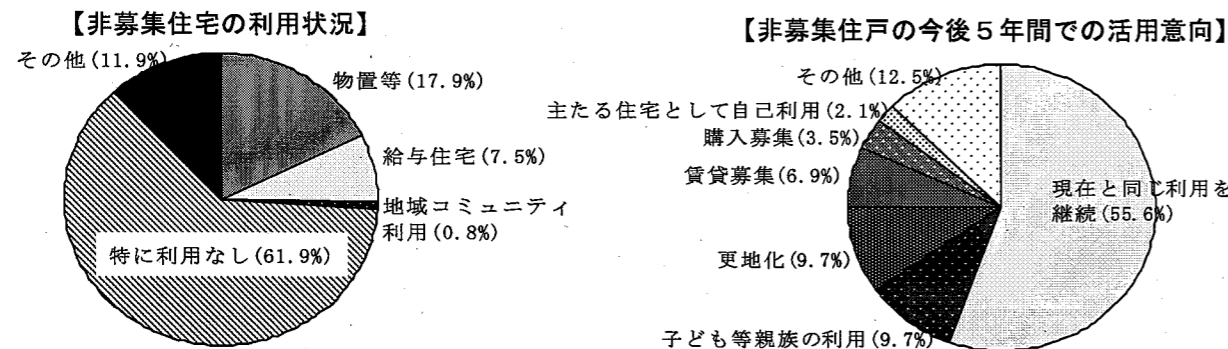 【非募集住宅の利用状況】
その他(11.9%)
物置等(17.9%)
給与住宅(7.5%)
地域コミュニティ
利用(0.8%)
特に利用なし(61.9%)
【非募集住戸の今後５年間での活用意向】
その他(12.5%)
主たる住宅として自己利用(2.1%)
購入募集(3.5%)
賃貸募集(6.9%)
現在と同じ利用を
継続(55.6%)
更地化(9.7%)
子ども等親族の利用(9.7%)